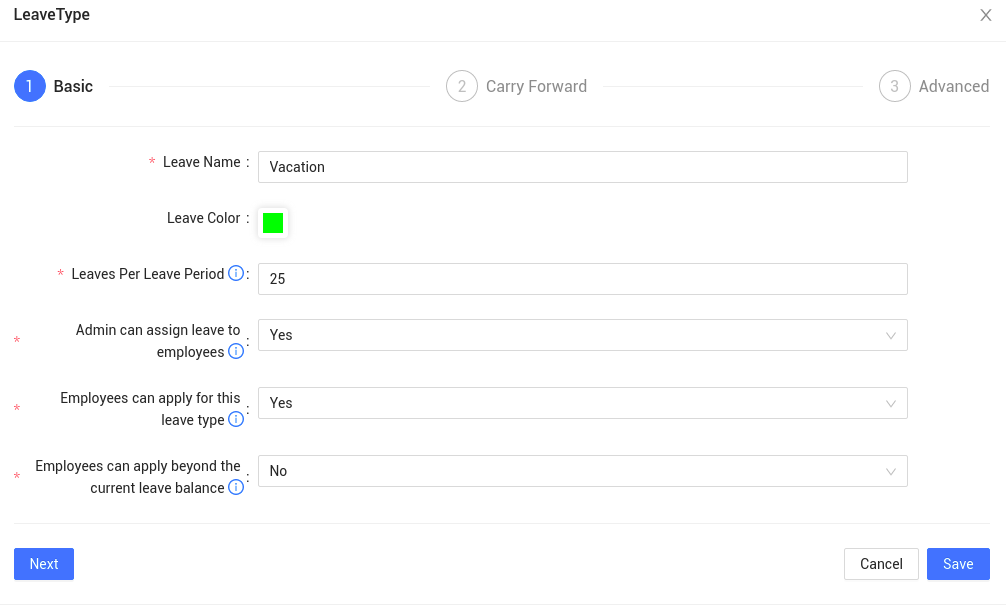 LeaveType
1 Basic
2 Carry Forward
3 Advanced
* Leave Name :
Vacation
Leave Color :
* Leaves Per Leave Period :
25
* Admin can assign leave to
employees :
Yes
* Employees can apply for this
leave type :
Yes
* Employees can apply beyond the
current leave balance :
No
Next
Cancel
Save